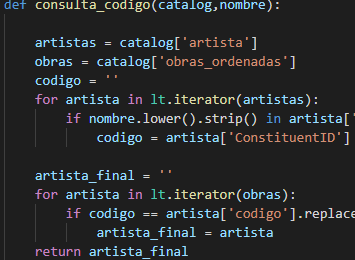 def consulta_codigo(catalog,nombre):
artistas = catalog['artista']
obras = catalog['obras_ordenadas']
codigo = ''
for artista in lt.iterator(artistas):
if nombre.lower().strip() in artista['
codigo = artista['ConstituentID']
artista_final = ''
for artista in lt.iterator(obras):
if codigo == artista['codigo'].replace
artista_final = artista
return artista_final